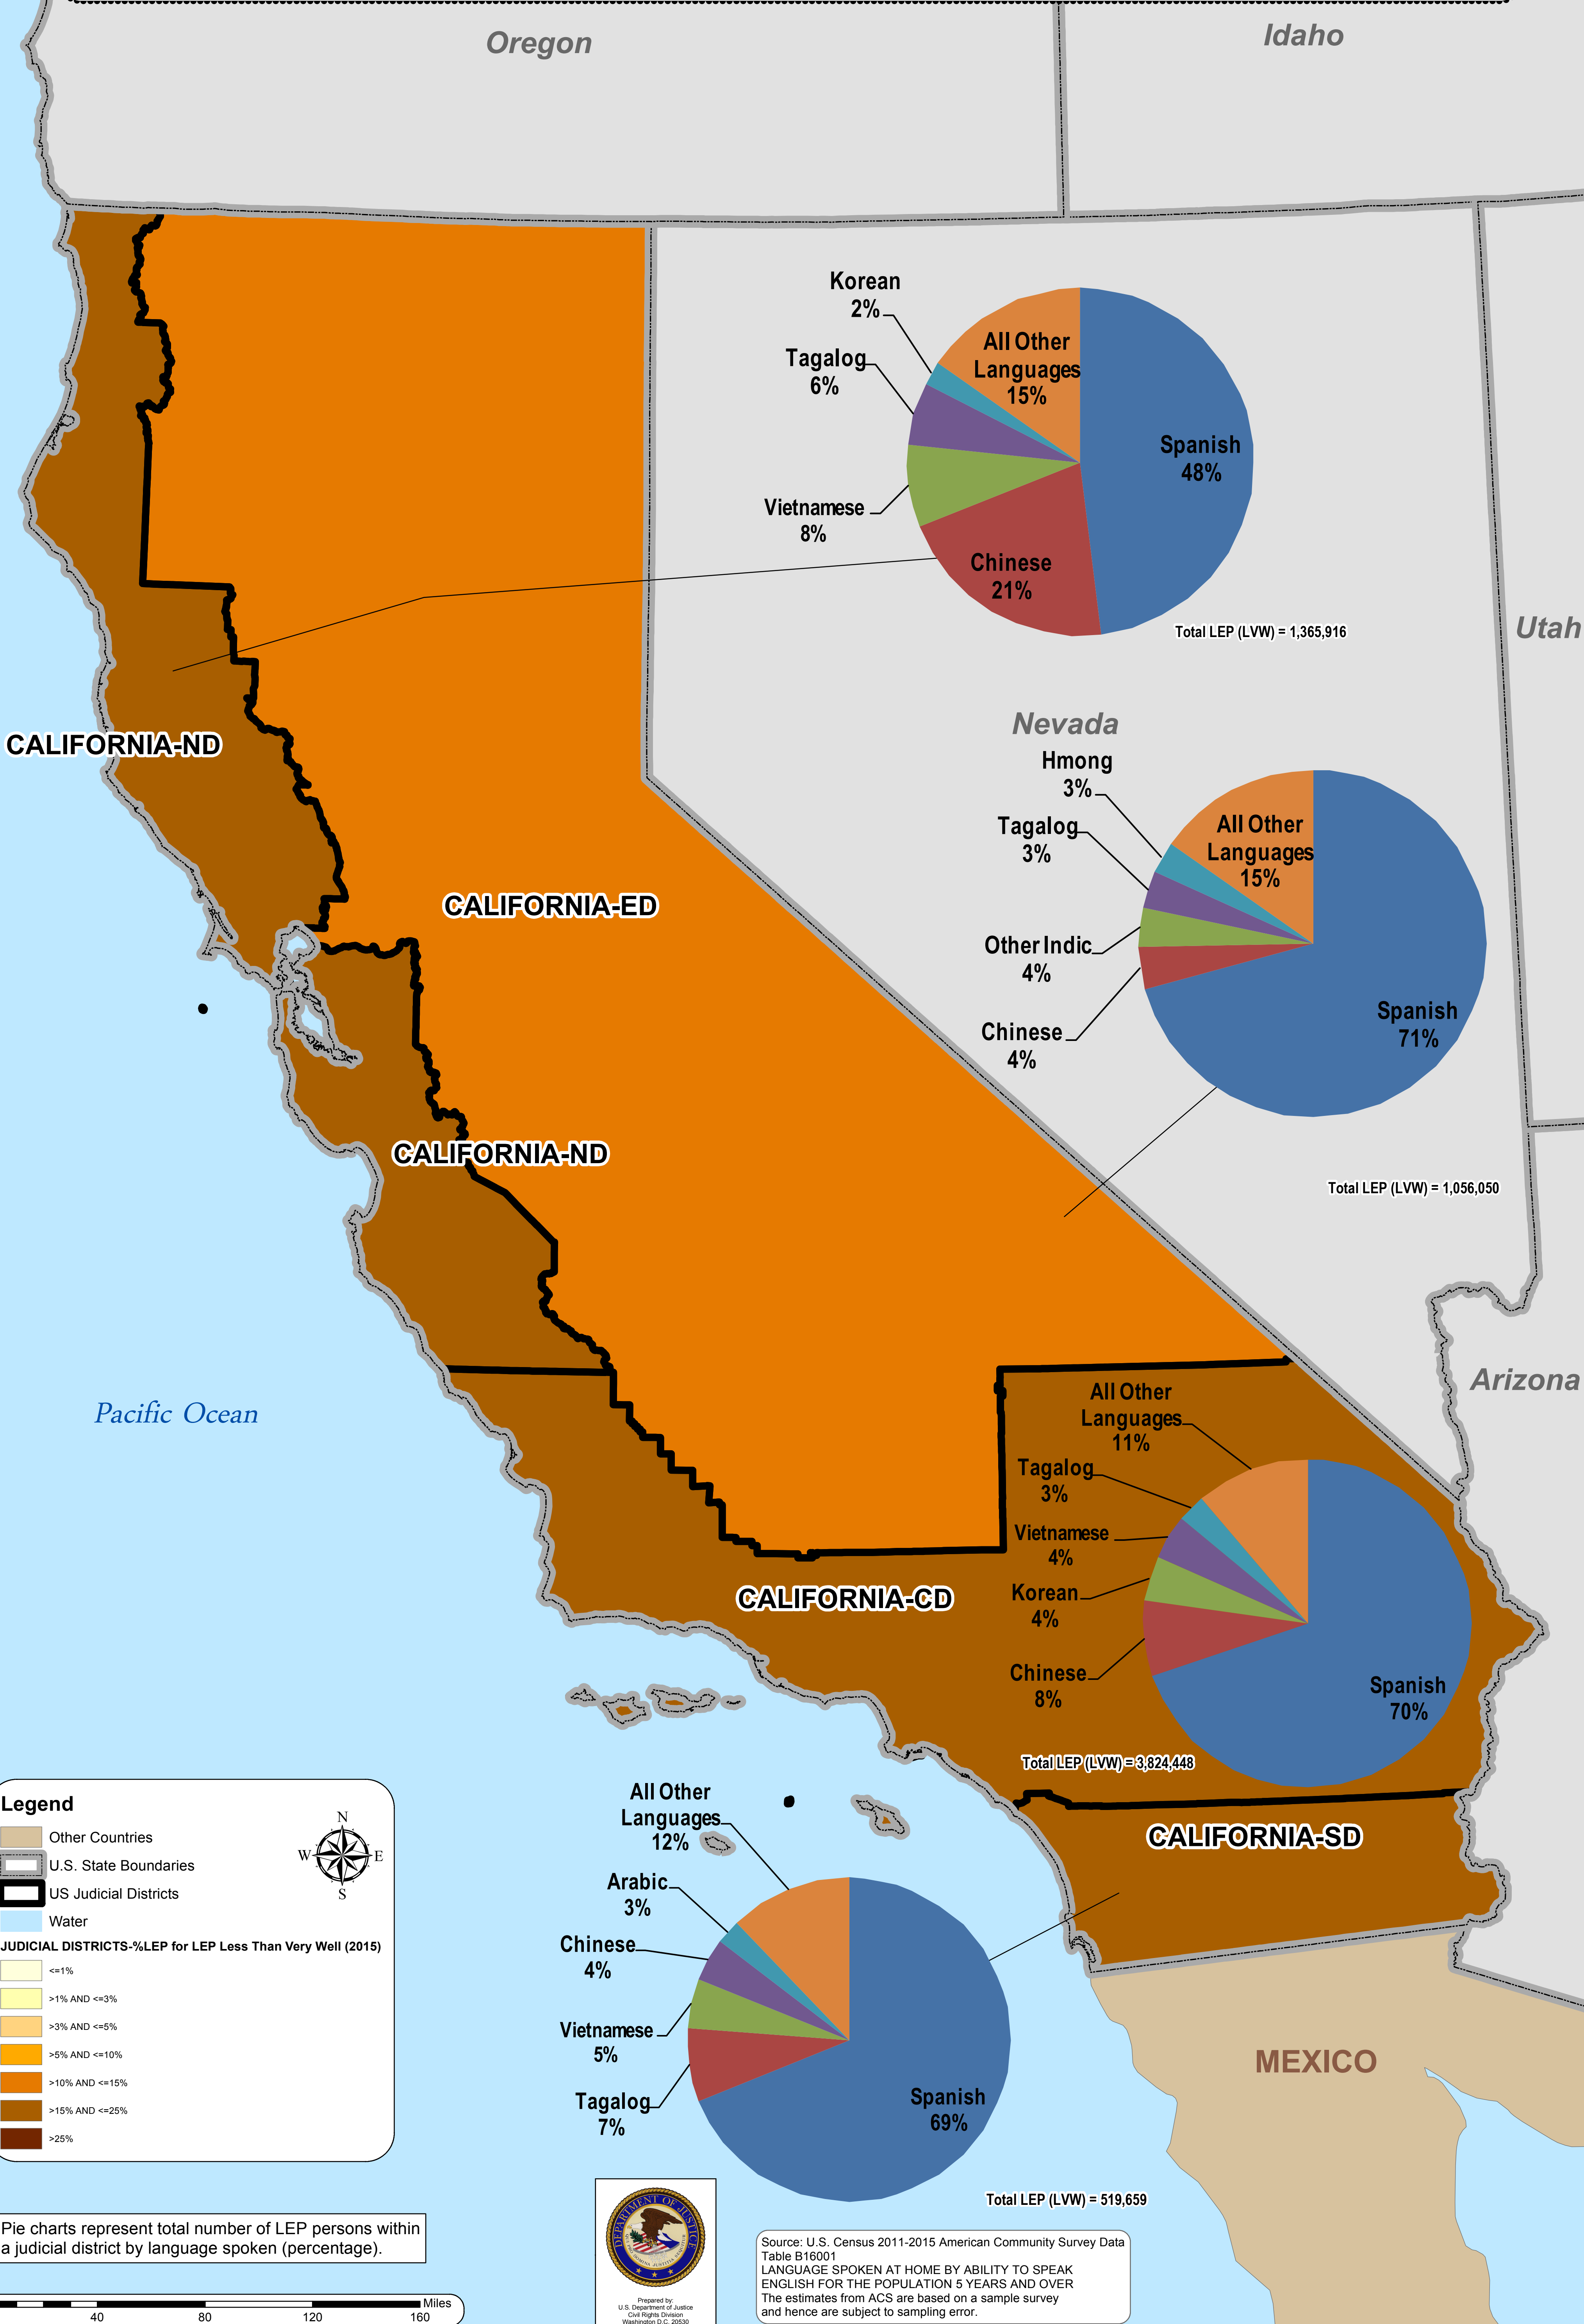 Oregon
Idaho
Korean
2%
Tagalog
6%
Vietnamese
8%
Chinese
21%
All Other
Languages
15%
Spanish
48%
Total LEP (LVW) = 1,365,916
Utah
Nevada
CALIFORNIA-ND
Hmong
3%
Tagalog
3%
Other Indic
4%
Chinese
4%
All Other
Languages
15%
Spanish
71%
Total LEP (LVW) = 1,056,050
CALIFORNIA-ED
CALIFORNIA-ND
Arizona
Pacific Ocean
All Other
Languages
11%
Tagalog
3%
Vietnamese
4%
Korean
4%
Chinese
8%
Spanish
70%
Total LEP (LVW) = 3,824,448
CALIFORNIA-CD
CALIFORNIA-SD
All Other
Languages
12%
Arabic
3%
Chinese
4%
Vietnamese
5%
Tagalog
7%
Spanish
69%
Total LEP (LVW) = 519,659
MEXICO
Legend
N
W E
S
Other Countries
U.S. State Boundaries
US Judicial Districts
Water
JUDICIAL DISTRICTS-%LEP for LEP Less Than Very Well (2015)
<=1%
>1% AND <=3%
>3% AND <=5%
>5% AND <=10%
>10% AND <=15%
>15% AND <=25%
>25%
Pie charts represent total number of LEP persons within
a judicial district by language spoken (percentage).
Miles
40 80 120 160
DEPARTMENT OF JUSTICE
Prepared by:
U.S. Department of Justice
Civil Rights Division
Washington D.C. 20530
Source: U.S. Census 2011-2015 American Community Survey Data
Table B16001
LANGUAGE SPOKEN AT HOME BY ABILITY TO SPEAK
ENGLISH FOR THE POPULATION 5 YEARS AND OVER
The estimates from ACS are based on a sample survey
and hence are subject to sampling error.